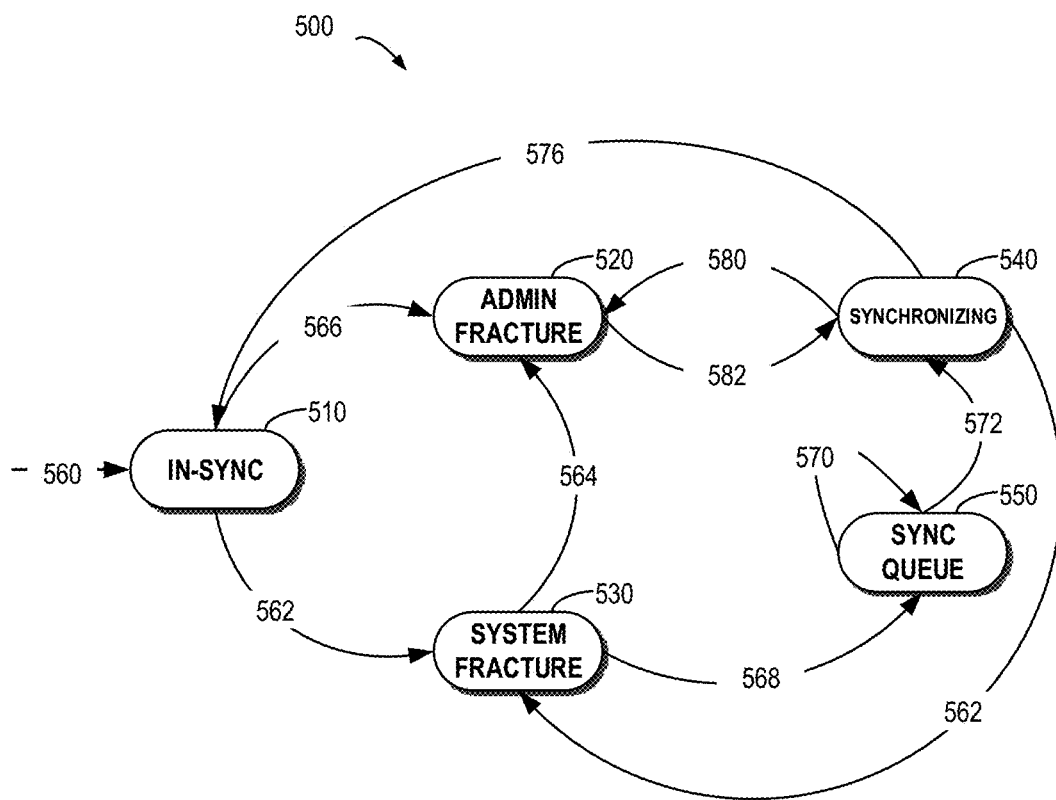 500
576
520
580
540
ADMIN
FRACTURE
SYNCHRONIZING
566
582
510
572
IN-SYNC
560
564
570
550
SYNC
QUEUE
562
530
SYSTEM
FRACTURE
568
562